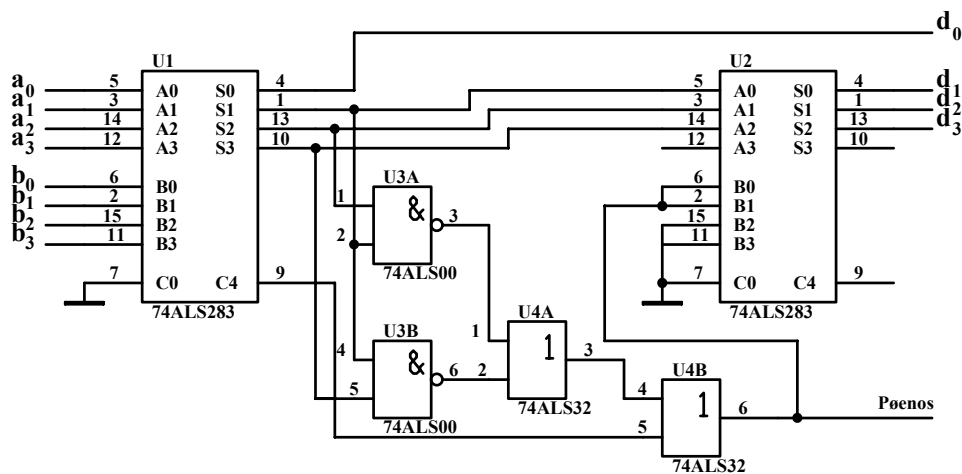 d0
U1
U2
a0 5 A0 S0 4
5 A0 S0 4 d1
a1 3 A1 S1 1
3 A1 S1 1 d2
a2 14 A2 S2 13
14 A2 S2 13 d3
a3 12 A3 S3 10
12 A3 S3 10
b0 6 B0
U3A
6 B0
b1 2 B1
1 & 3
2 B1
b2 15 B2
15 B2
b3 11 B3
2
11 B3
7 C0 C4 9
74ALS00
7 C0 C4 9
74ALS283
74ALS283
U3B
U4A
4 & 6
1 1 3
U4B
5
2
4 1 6
Pøenos
74ALS00
74ALS32
5
74ALS32